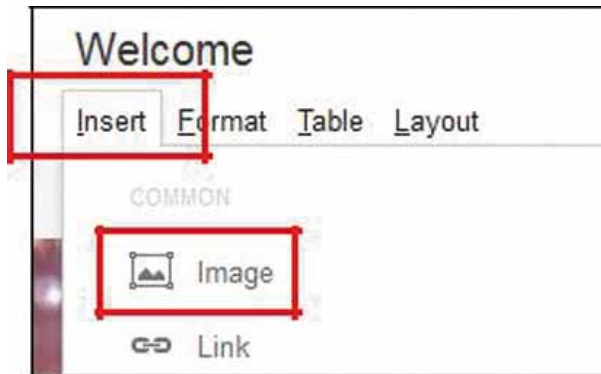 Welcome
Insert Format Table Layout
COMMON
Image
Link